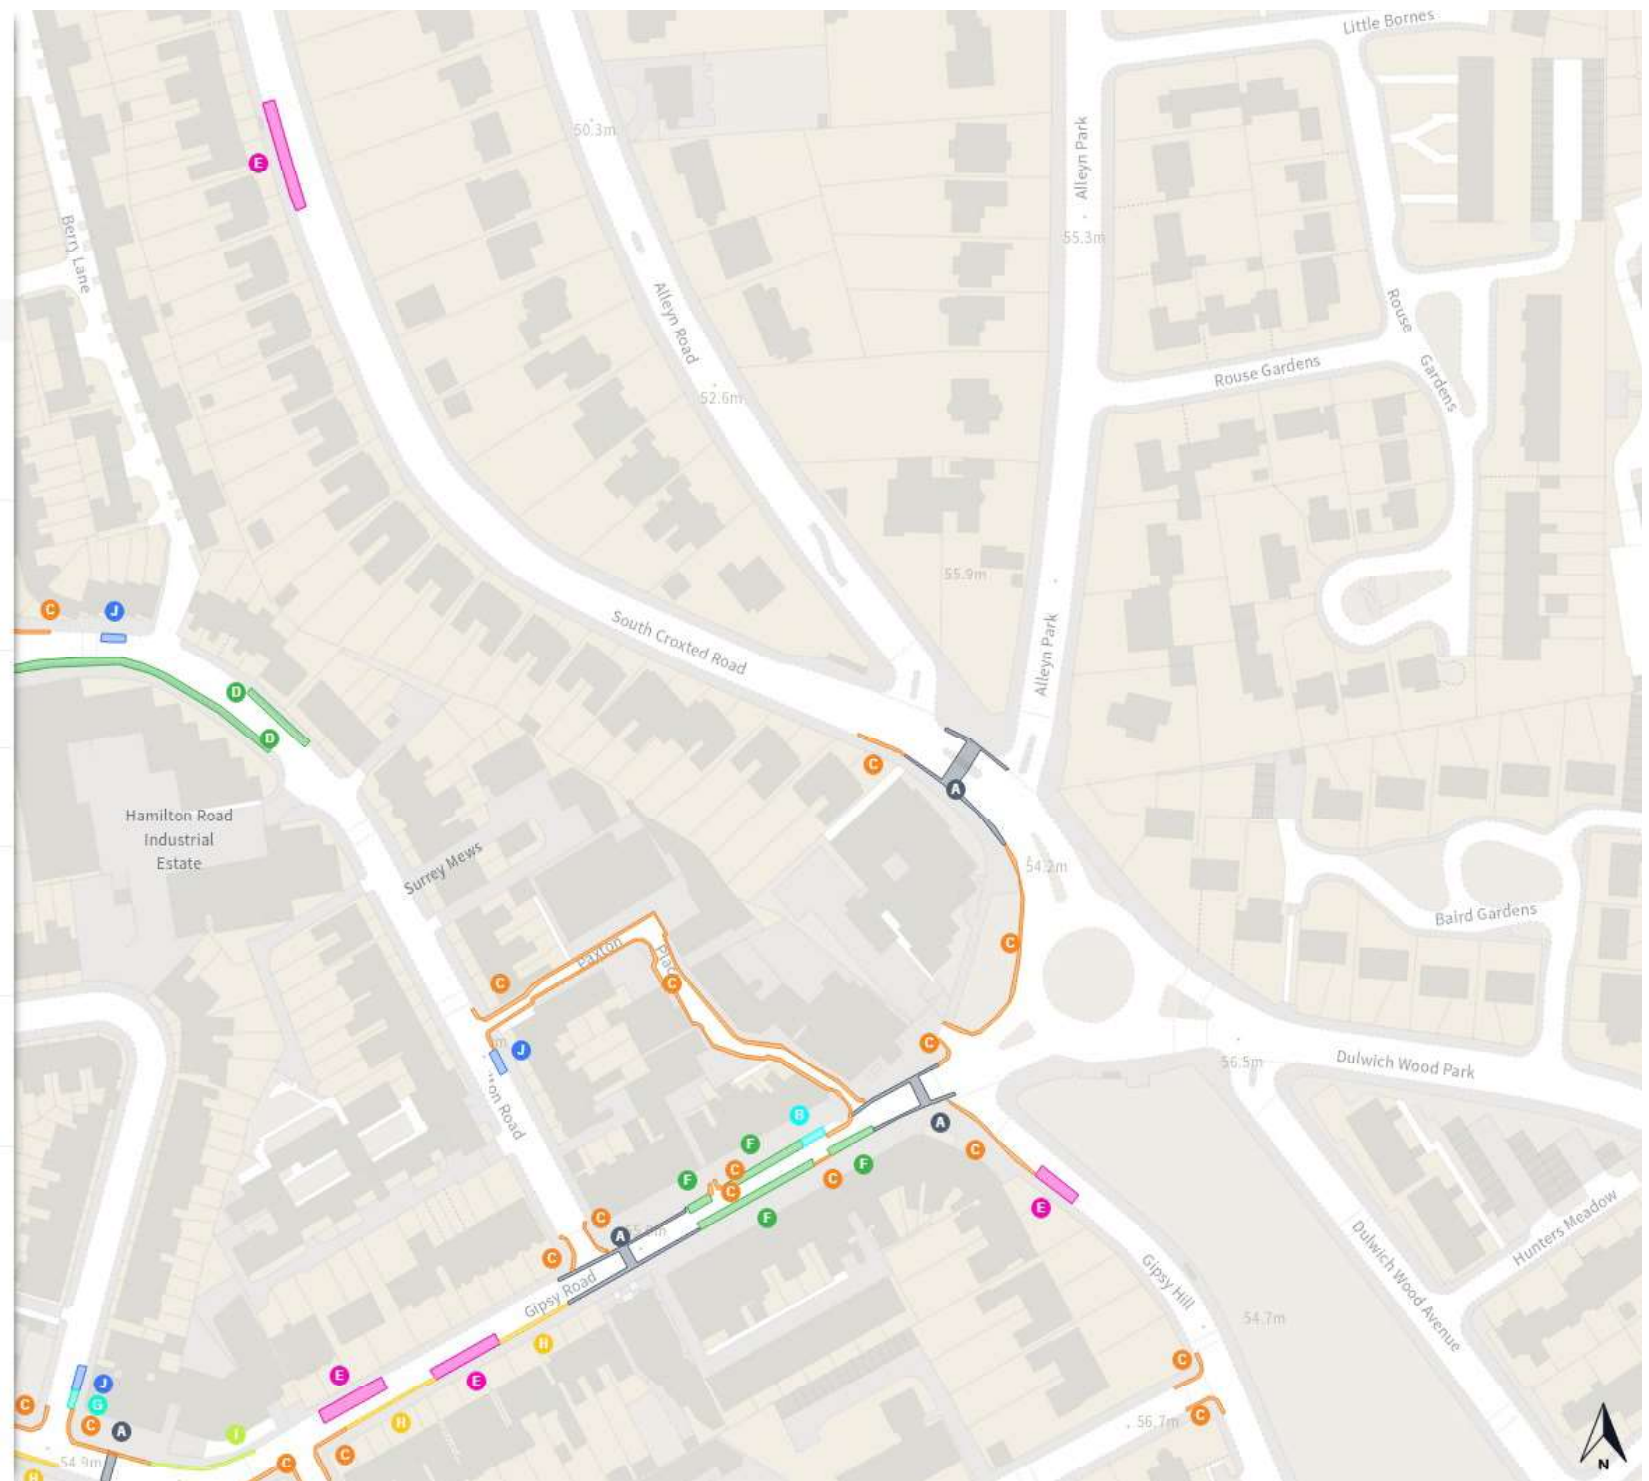 Little Bornes
Alleyn Park
50.3m
E
Berry Lane
55.3m
Alleyn Road
Rouse
Gardens
Rouse Gardens
52.6m
55.9m
C
J
South Croxted Road
Alleyn Park
D
D
C
A
Hamilton Road
Industrial
Estate
Surrey Mews
54.2m
Baird Gardens
C
Paxton
C
C
C
J
56.5m
Dulwich Wood Park
B
A
F
C
F
C
F
C
C
E
F
C
A
C
Gipsy Road
Gipsy Hill
Dulwich Wood Avenue
Hunters Meadow
54.7m
H
C
E
E
J
G
C
C
A
H
I
C
C
56.7m
C
54.9m
H
N